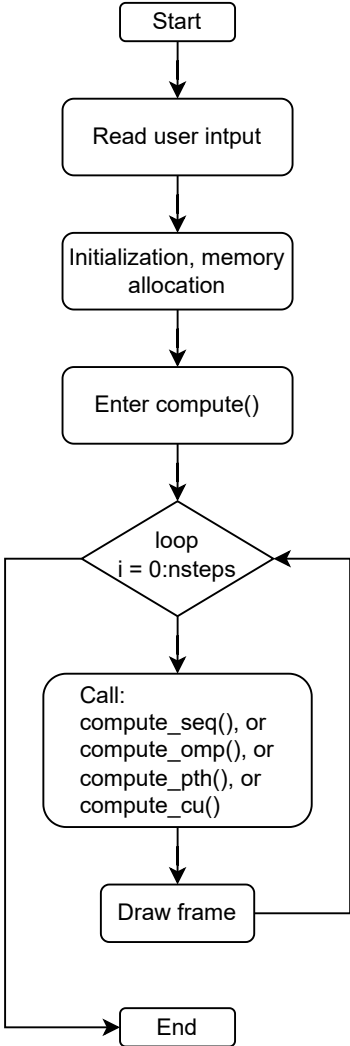 Start
Read user intput
Initialization, memory
allocation
Enter compute()
loop
i = 0:nsteps
Call:
compute_seq(), or
compute_omp(), or
compute_pth(), or
compute_cu()
Draw frame
End